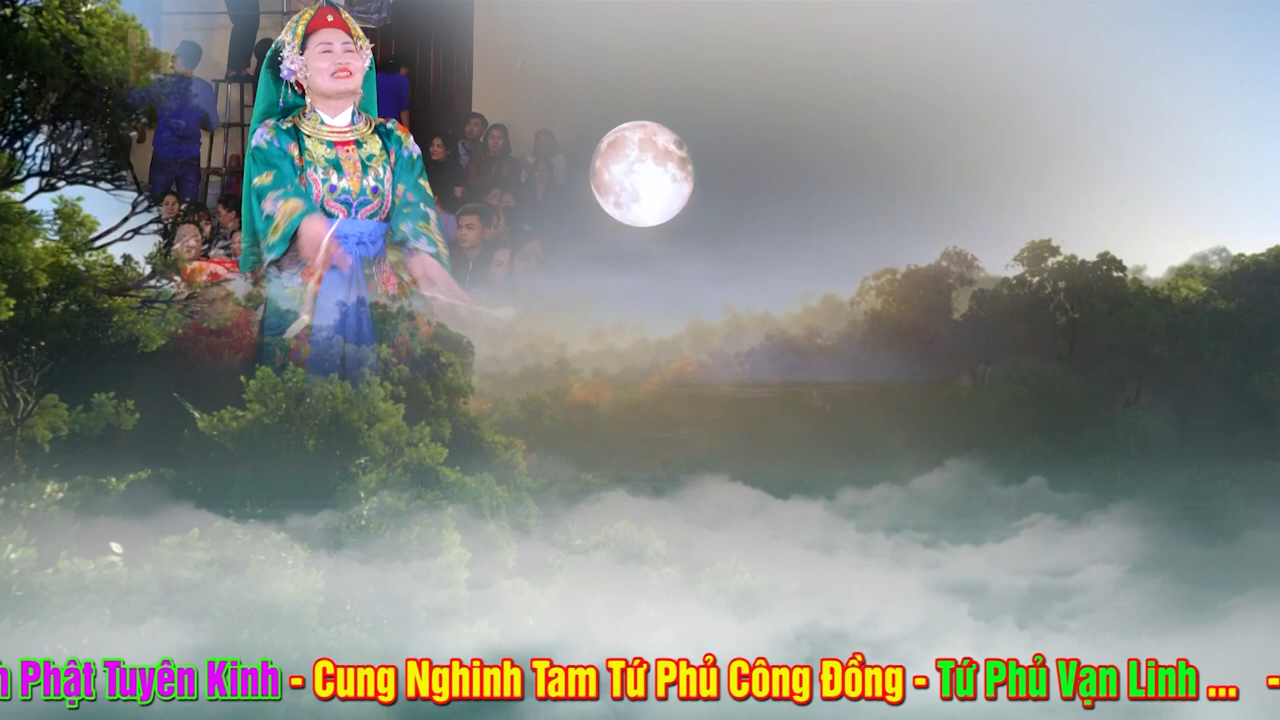 Phật Tuyên Kinh - Cung Nghinh Tam Tứ Phủ Công Đồng - Tứ Phủ Vạn Linh ... -